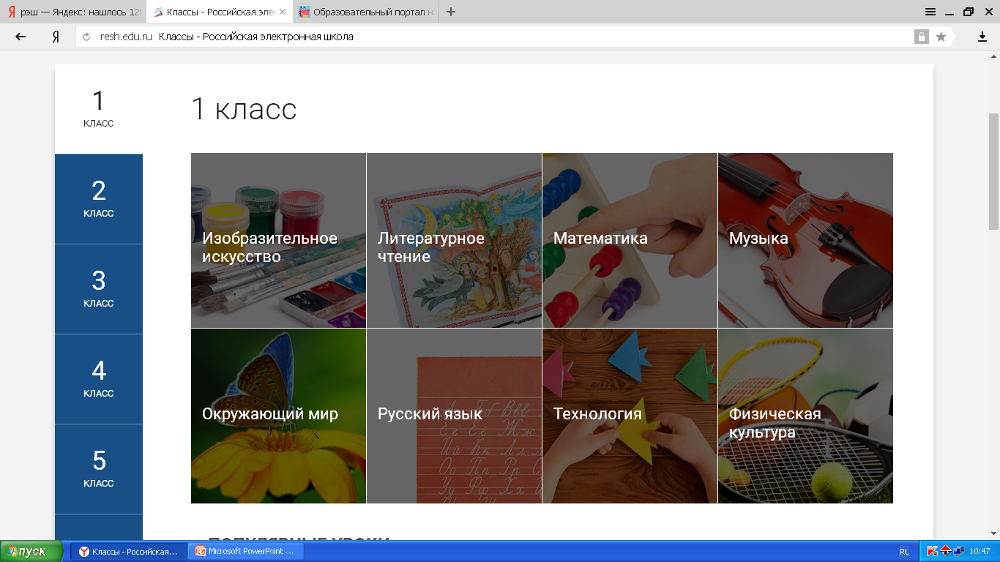 рэш — Яндекс: нашлось 12
Классы - Российская эле
Образовательный портал н
Я
resh.edu.ru Классы - Российская электронная школа
1
КЛАСС
1 класс
2
КЛАСС
3
КЛАСС
4
КЛАСС
5
КЛАСС
Изобразительное
искусство
Литературное
чтение
Математика
Музыка
Окружающий мир
Русский язык
Технология
Физическая
культура
ПОПУЛЯРНЫЕ УРОКИ
пуск
Классы - Российская...
Microsoft PowerPoint ...
RL
10:47